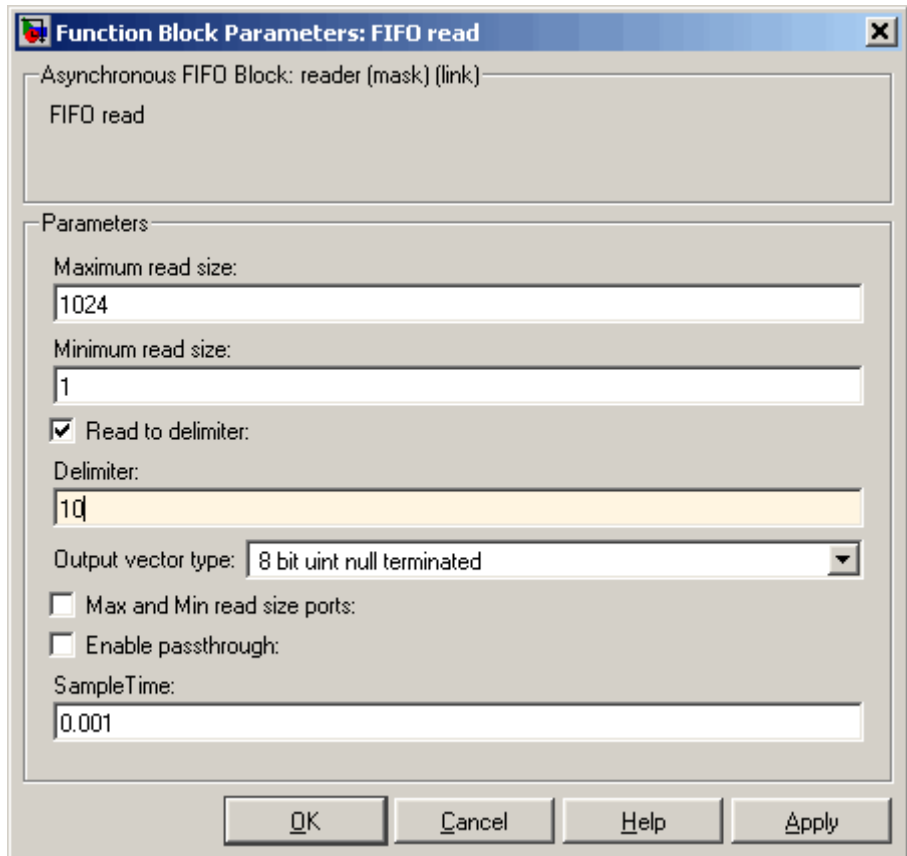 Function Block Parameters: FIFO read
Asynchronous FIFO Block: reader (mask) (link)
FIFO read
Parameters
Maximum read size:
1024
Minimum read size:
1
Read to delimiter:
Delimiter:
10
Output vector type: 8 bit uint null terminated
Max and Min read size ports:
Enable passthrough:
SampleTime:
0.001
OK Cancel Help Apply